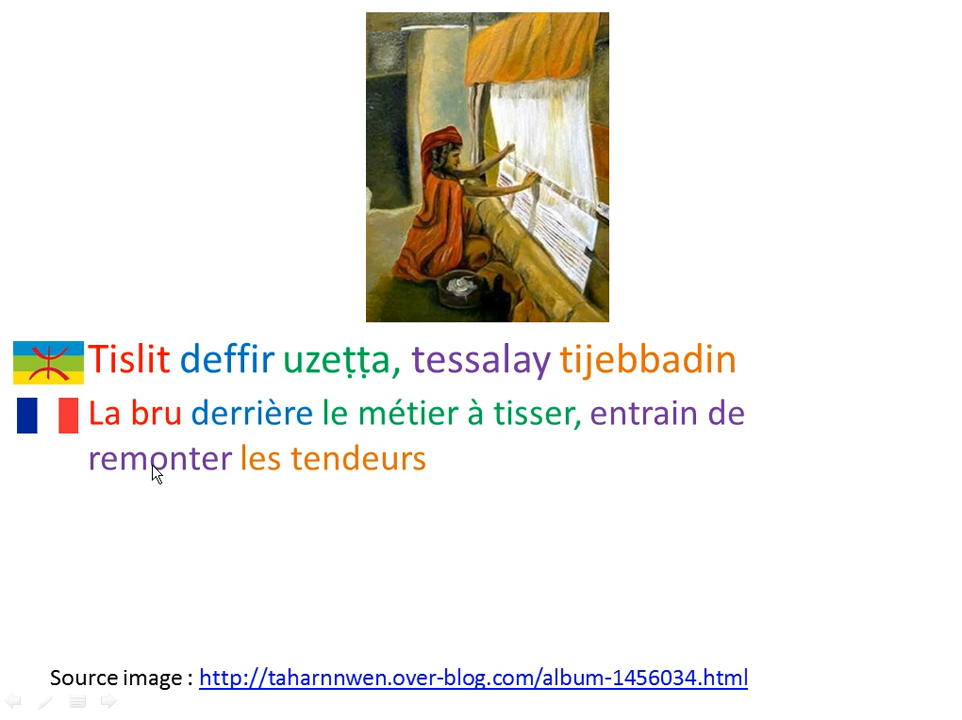 Tislit deffir uzeṭṭa, tessalay tijebbadin
La bru derrière le métier à tisser, entrain de
remonter les tendeurs
Source image : http://taharnnwen.over-blog.com/album-1456034.html